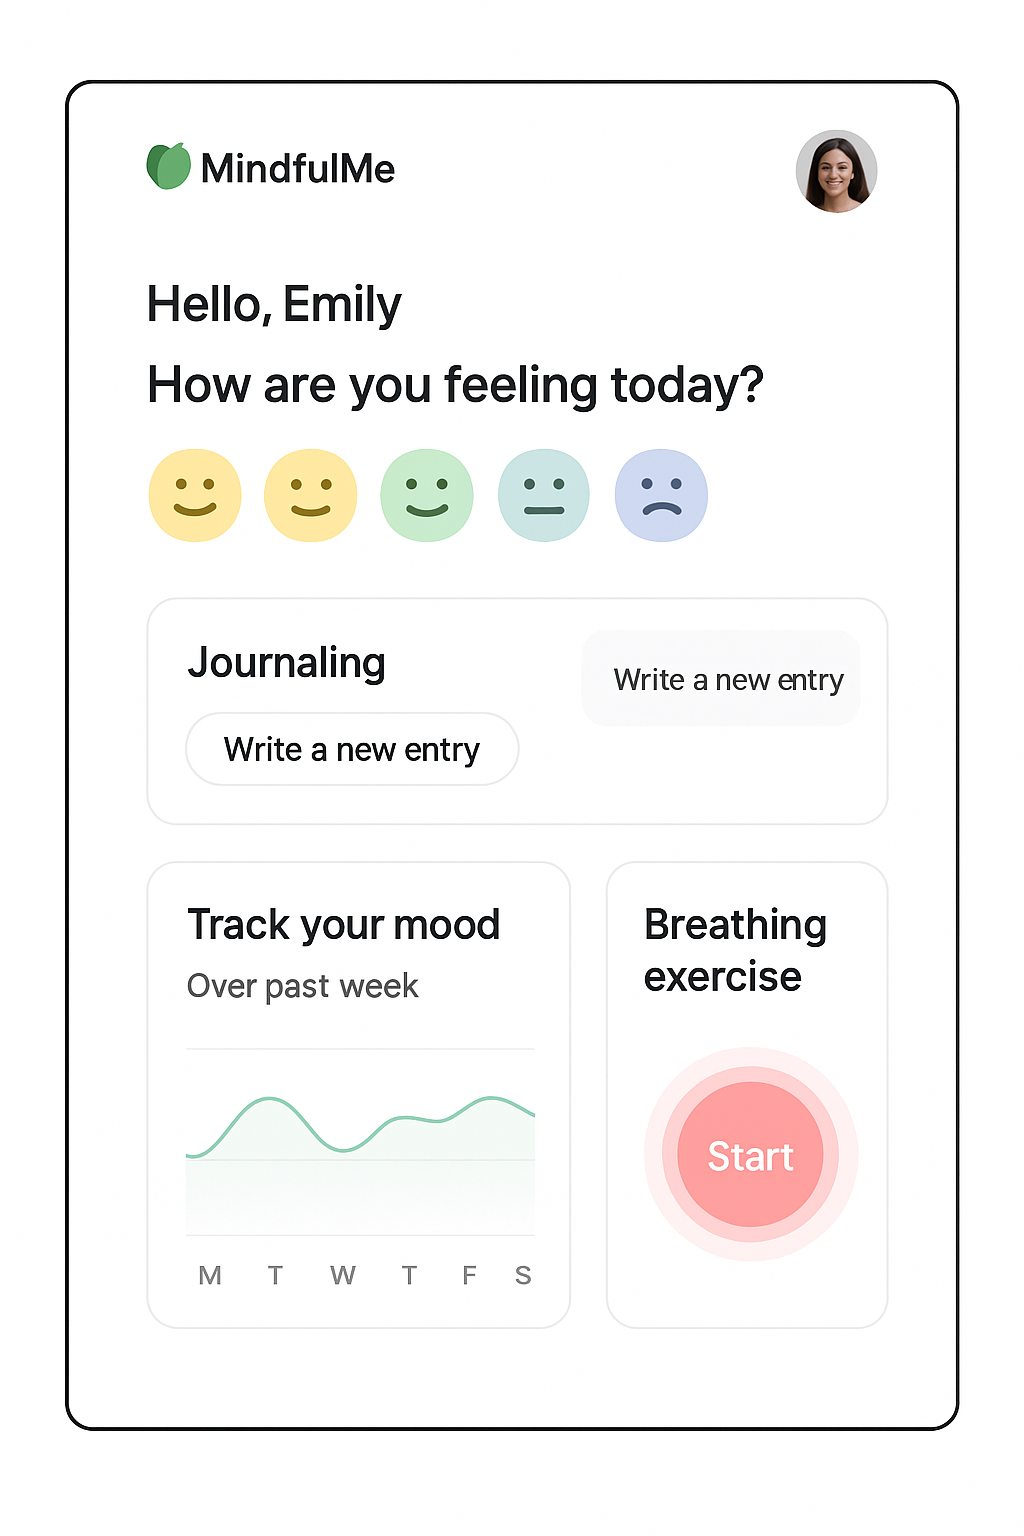 MindfulMe
Hello, Emily
How are you feeling today?
Journaling
Write a new entry
Write a new entry
Track your mood
Over past week
M T W T F S
Breathing
exercise
Start